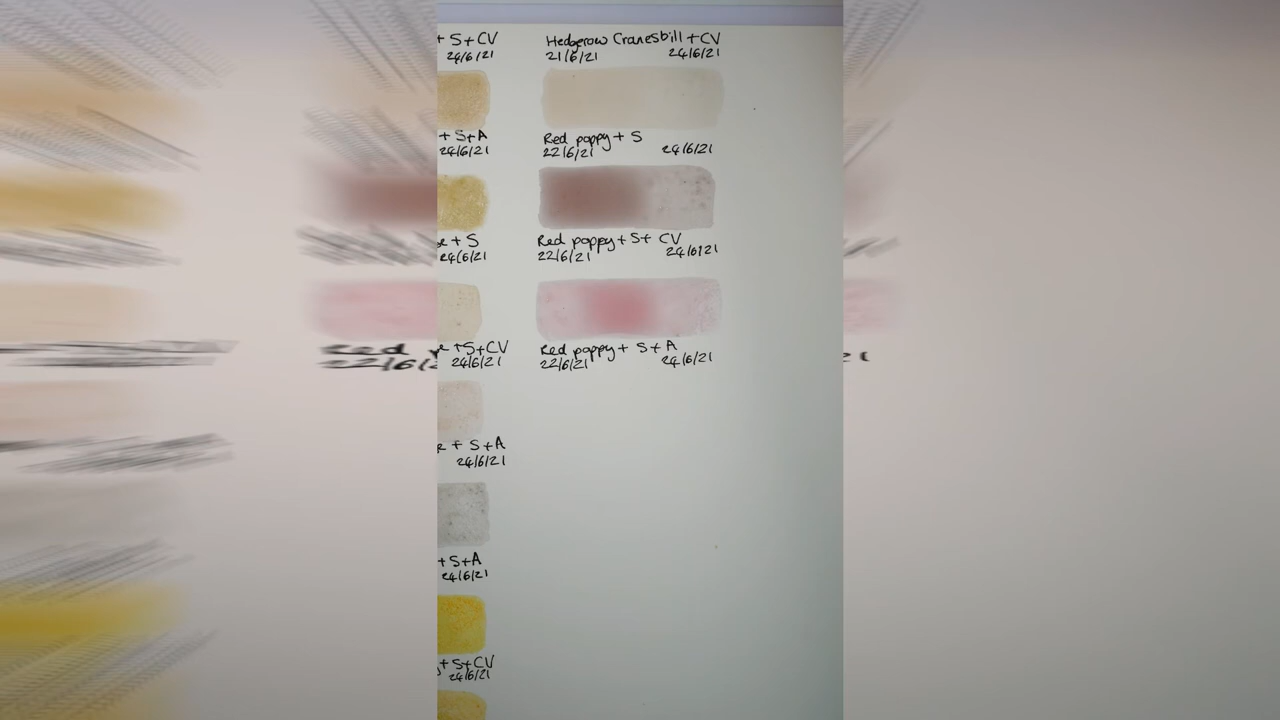 + S+CV
24/6/21
+ S+A
24/6/21
+ S
24/6/21
+S+CV
24/6/21
+ S+A
24/6/21
+ S+A
24/6/21
+ S+CV
24/6/21
Hedgerow Cranesbill + CV
21/6/21 24/6/21
Red poppy + S
22/6/21 24/6/21
Red poppy + S+ CV
22/6/21 24/6/21
Red poppy + S+A
22/6/21 24/6/21